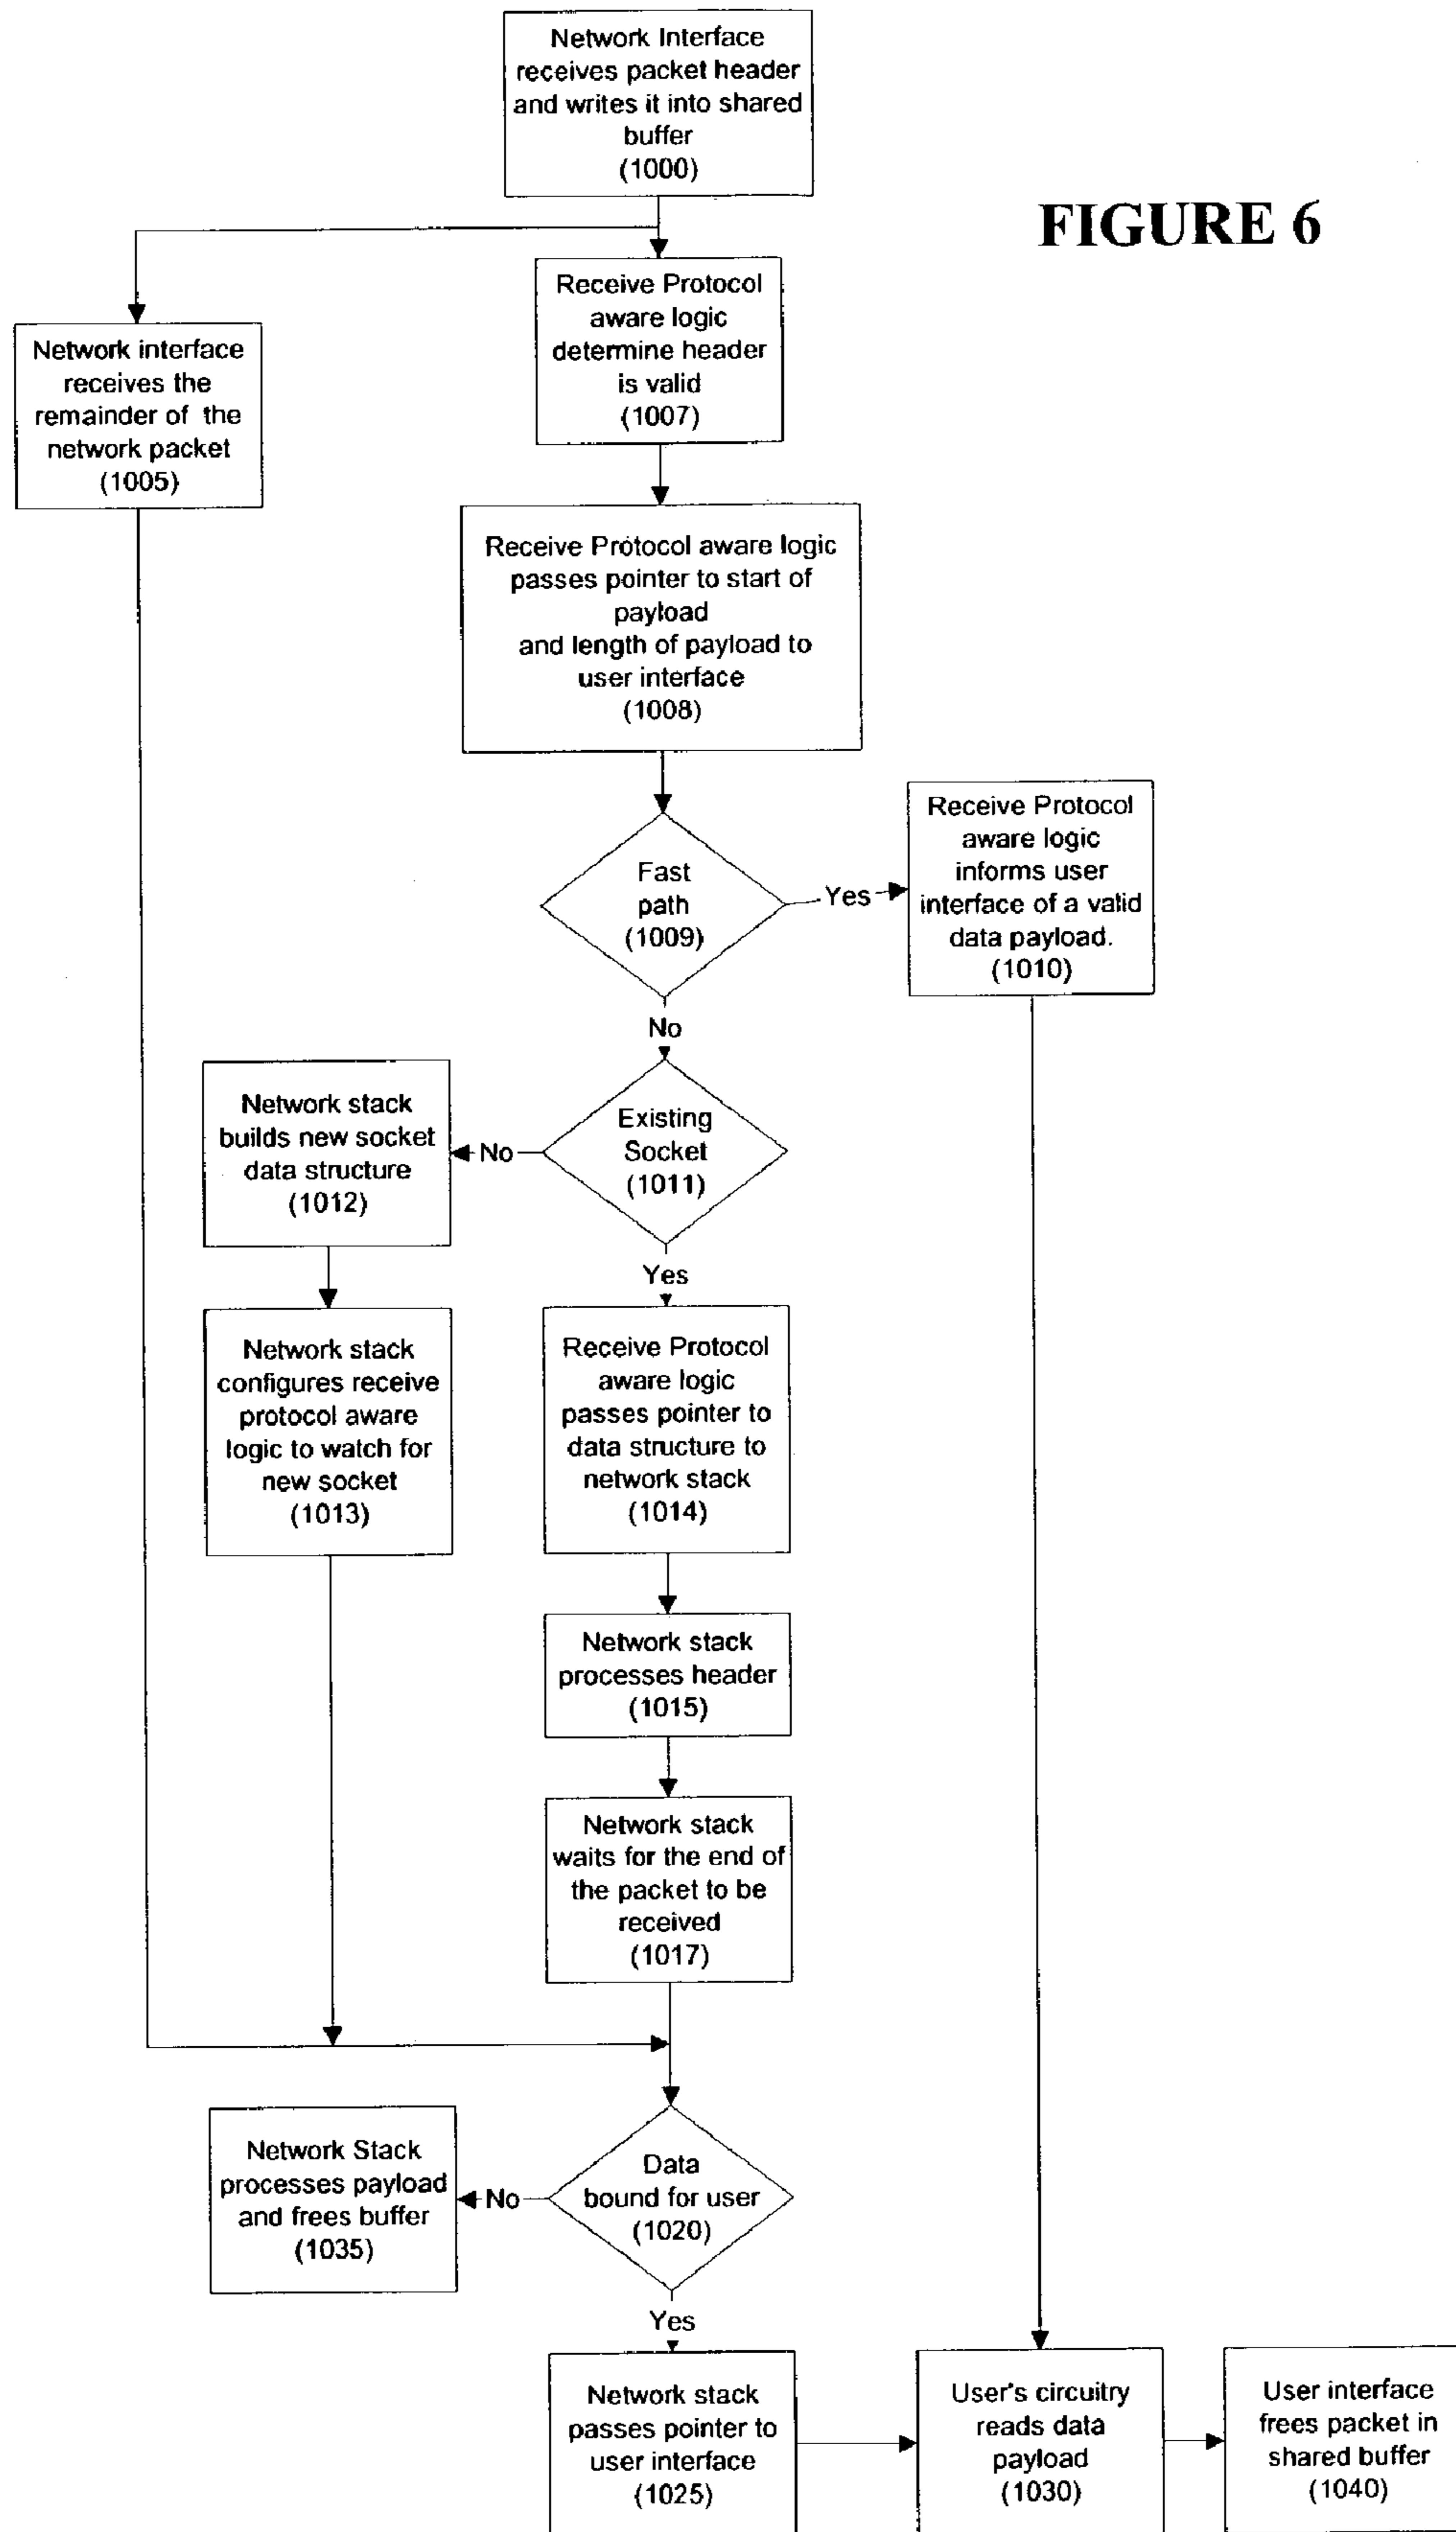 Network Interface
receives packet header
and writes it into shared
buffer
(1000)
FIGURE 6
Receive Protocol
aware logic
determine header
is valid
(1007)
Network interface
receives the
remainder of the
network packet
(1005)
Receive Protocol aware logic
passes pointer to start of
payload
and length of payload to
user interface
(1008)
Fast
path
(1009)
Yes
Receive Protocol
aware logic
informs user
interface of a valid
data payload.
(1010)
No
Existing
Socket
(1011)
No
Network stack
builds new socket
data structure
(1012)
Yes
Network stack
configures receive
protocol aware
logic to watch for
new socket
(1013)
Receive Protocol
aware logic
passes pointer to
data structure to
network stack
(1014)
Network stack
processes header
(1015)
Network stack
waits for the end of
the packet to be
received
(1017)
Data
bound for user
(1020)
No
Network Stack
processes payload
and frees buffer
(1035)
Yes
Network stack
passes pointer to
user interface
(1025)
User's circuitry
reads data
payload
(1030)
User interface
frees packet in
shared buffer
(1040)